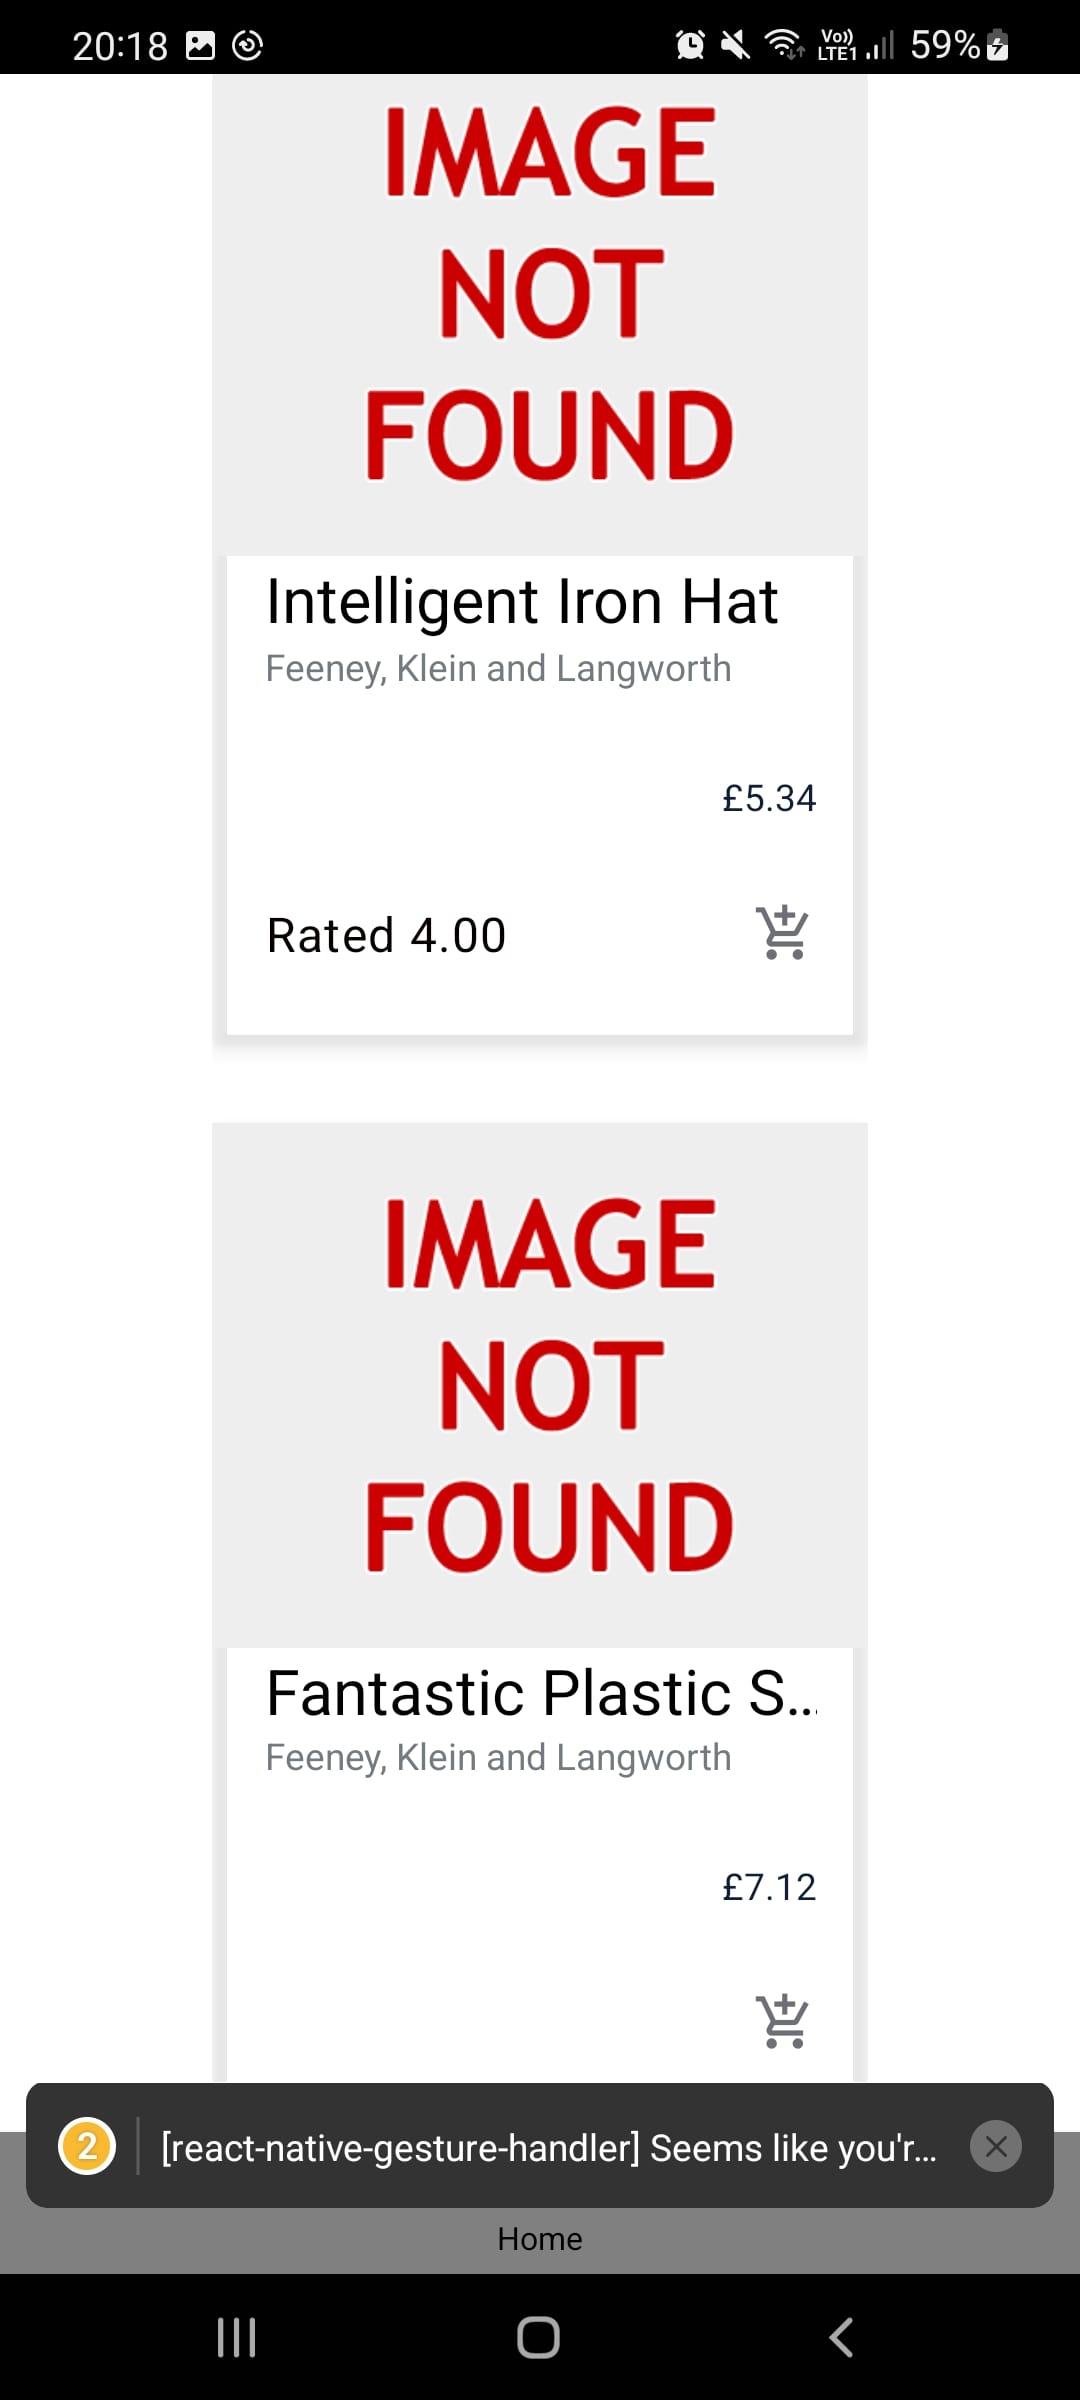 20:18
Vo)) LTE1 59%
IMAGE
NOT
FOUND
Intelligent Iron Hat
Feeney, Klein and Langworth
£5.34
Rated 4.00
IMAGE
NOT
FOUND
Fantastic Plastic S...
Feeney, Klein and Langworth
£7.12
2 [react-native-gesture-handler] Seems like you'r...
Home